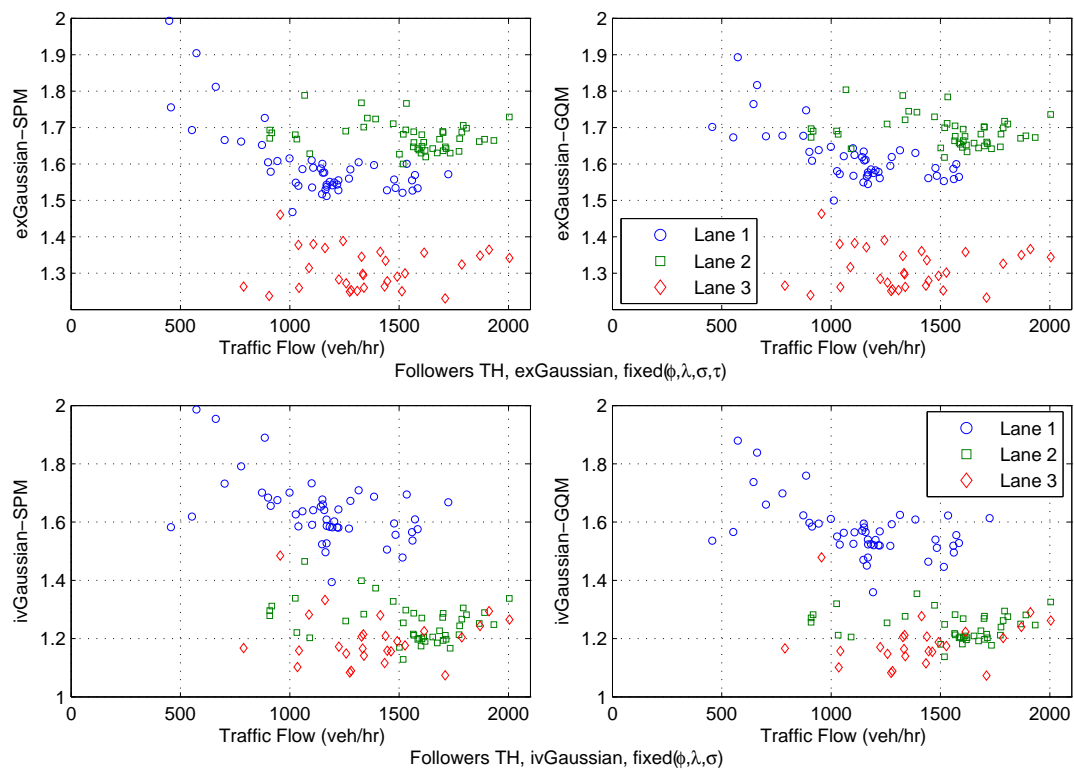 2
1.9
1.8
1.7
1.6
1.5
1.4
1.3
exGaussian-SPM
0 500 1000 1500 2000
Traffic Flow (veh/hr)
2
1.9
1.8
1.7
1.6
1.5
1.4
1.3
exGaussian-GQM
Lane 1
Lane 2
Lane 3
0 500 1000 1500 2000
Traffic Flow (veh/hr)
Followers TH, exGaussian, fixed(ϕ,λ,σ,τ)
2
1.8
1.6
1.4
1.2
1
ivGaussian-SPM
0 500 1000 1500 2000
Traffic Flow (veh/hr)
2
1.8
1.6
1.4
1.2
1
ivGaussian-GQM
Lane 1
Lane 2
Lane 3
0 500 1000 1500 2000
Traffic Flow (veh/hr)
Followers TH, ivGaussian, fixed(ϕ,λ,σ)